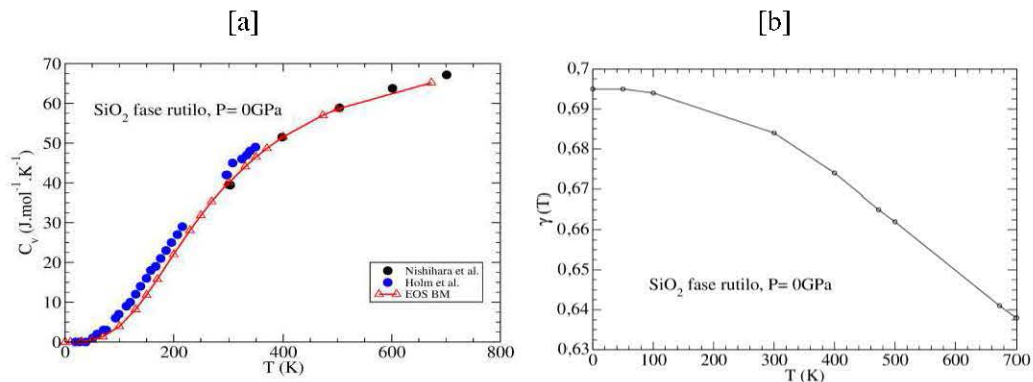 [a]
[b]
70
60
50
40
30
20
10
0
C_v (J.mol^-1.K^-1)
SiO2 fase rutilo, P= 0GPa
Nishihara et al.
Holm et al.
EOS BM
0 200 400 600 800
T (K)
0,7
0,69
0,68
0,67
0,66
0,65
0,64
0,63
γ(T)
SiO2 fase rutilo, P= 0GPa
0 100 200 300 400 500 600 700
T (K)